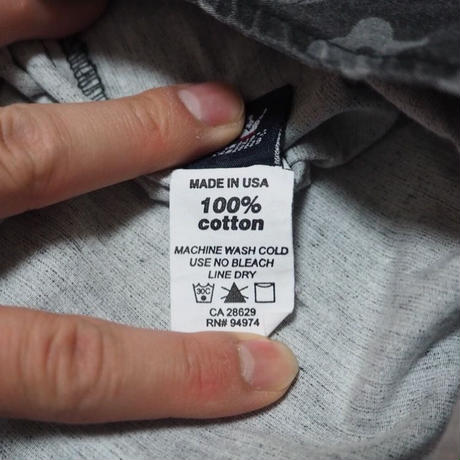 MADE IN USA
100%
cotton
MACHINE WASH COLD
USE NO BLEACH
LINE DRY
30C
CA 28629
RN# 94974